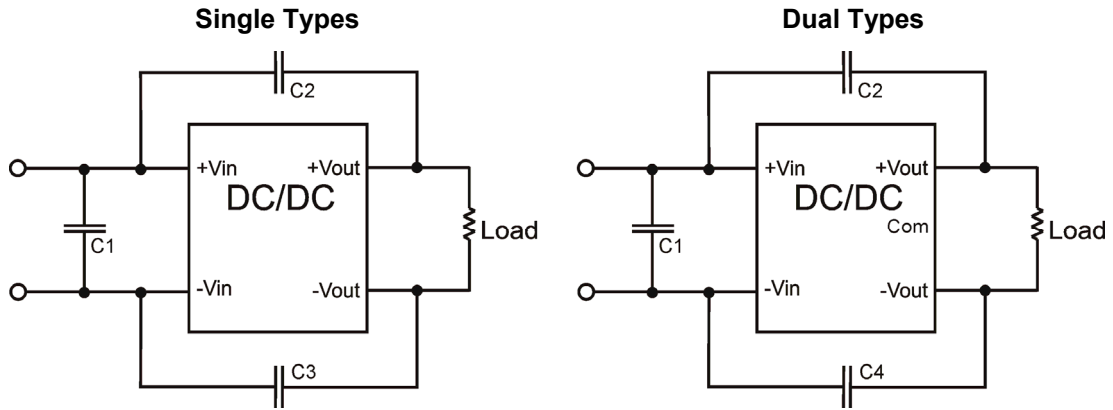 Single Types
C2
+Vin
+Vout
DC/DC
C1
Load
-Vin
-Vout
C3
Dual Types
C2
+Vin
+Vout
DC/DC
Com
C1
Load
-Vin
-Vout
C4